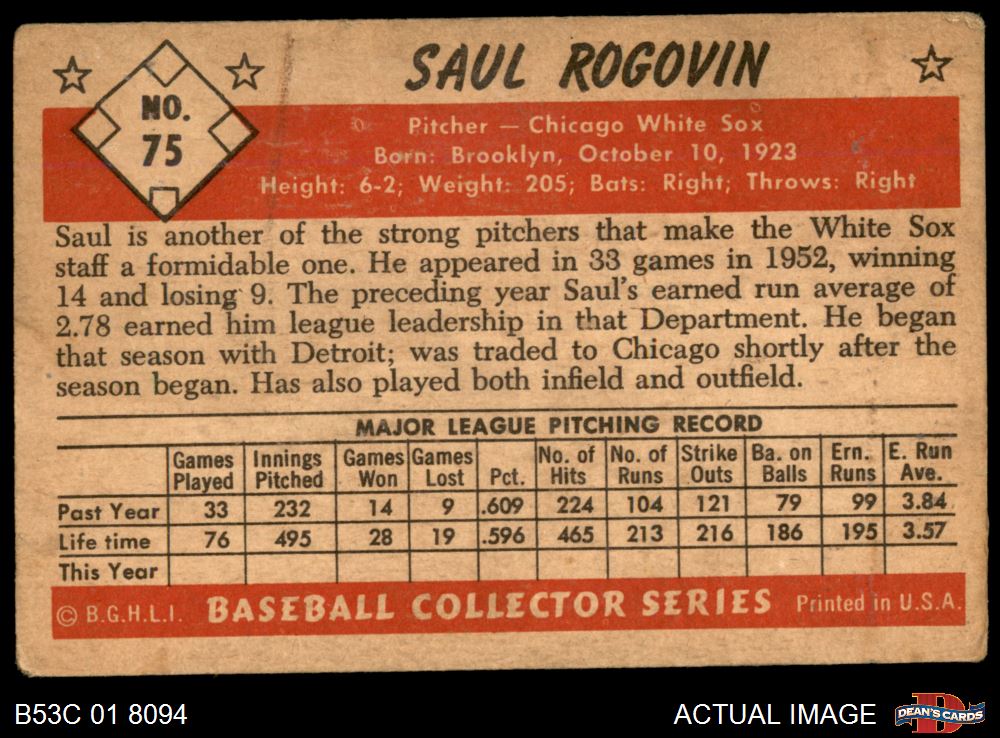 SAUL ROGOVIN
NO.
75
Pitcher — Chicago White Sox
Born: Brooklyn, October 10, 1923
Height: 6-2; Weight: 205; Bats: Right; Throws: Right
Saul is another of the strong pitchers that make the White Sox
staff a formidable one. He appeared in 33 games in 1952, winning
14 and losing 9. The preceding year Saul's earned run average of
2.78 earned him league leadership in that Department. He began
that season with Detroit; was traded to Chicago shortly after the
season began. Has also played both infield and outfield.
MAJOR LEAGUE PITCHING RECORD
Games Innings Games Games No. of No. of Strike Ba. on Ern. E. Run
Played Pitched Won Lost Pct. Hits Runs Outs Balls Runs Ave.
Past Year 33 232 14 9 .609 224 104 121 79 99 3.84
Life time 76 495 28 19 .596 465 213 216 186 195 3.57
This Year
© B.G.H.L.I. BASEBALL COLLECTOR SERIES Printed in U.S.A.
B53C 01 8094 ACTUAL IMAGE DEAN'S CARDS